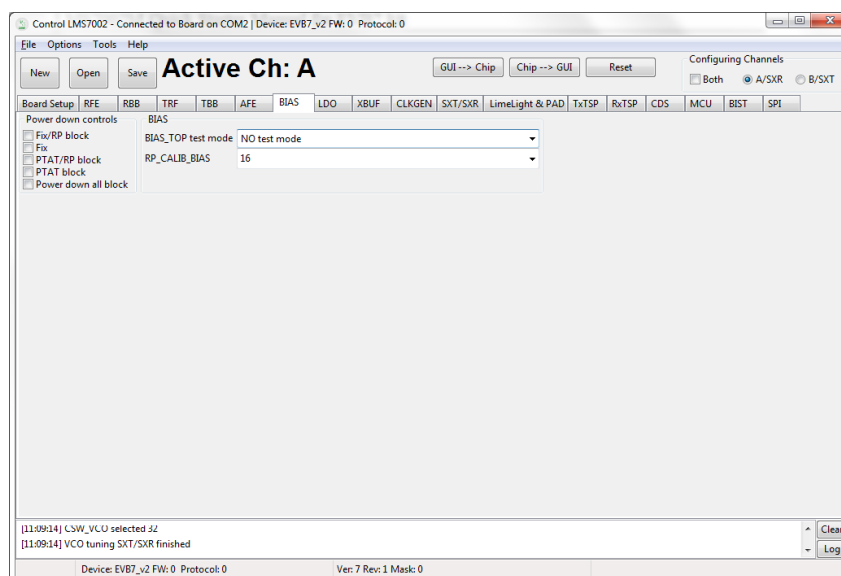 Control LMS7002 - Connected to Board on COM2 | Device: EVB7_v2 FW: 0 Protocol: 0
File Options Tools Help
New Open Save Active Ch: A GUI --> Chip Chip --> GUI Reset
Configuring Channels
Both A/SXR B/SXT
Board Setup RFE RBB TRF TBB AFE BIAS LDO XBUF CLKGEN SXT/SXR LimeLight & PAD TxTSP RxTSP CDS MCU BIST SPI
Power down controls
Fix/RP block
Fix
PTAT/RP block
PTAT block
Power down all block
BIAS
BIAS_TOP test mode NO test mode
RP_CALIB_BIAS 16
[11:09:14] CSW_VCO selected 32
[11:09:14] VCO tuning SXT/SXR finished
Clear
Log
Device: EVB7_v2 FW: 0 Protocol: 0 Ver: 7 Rev: 1 Mask: 0